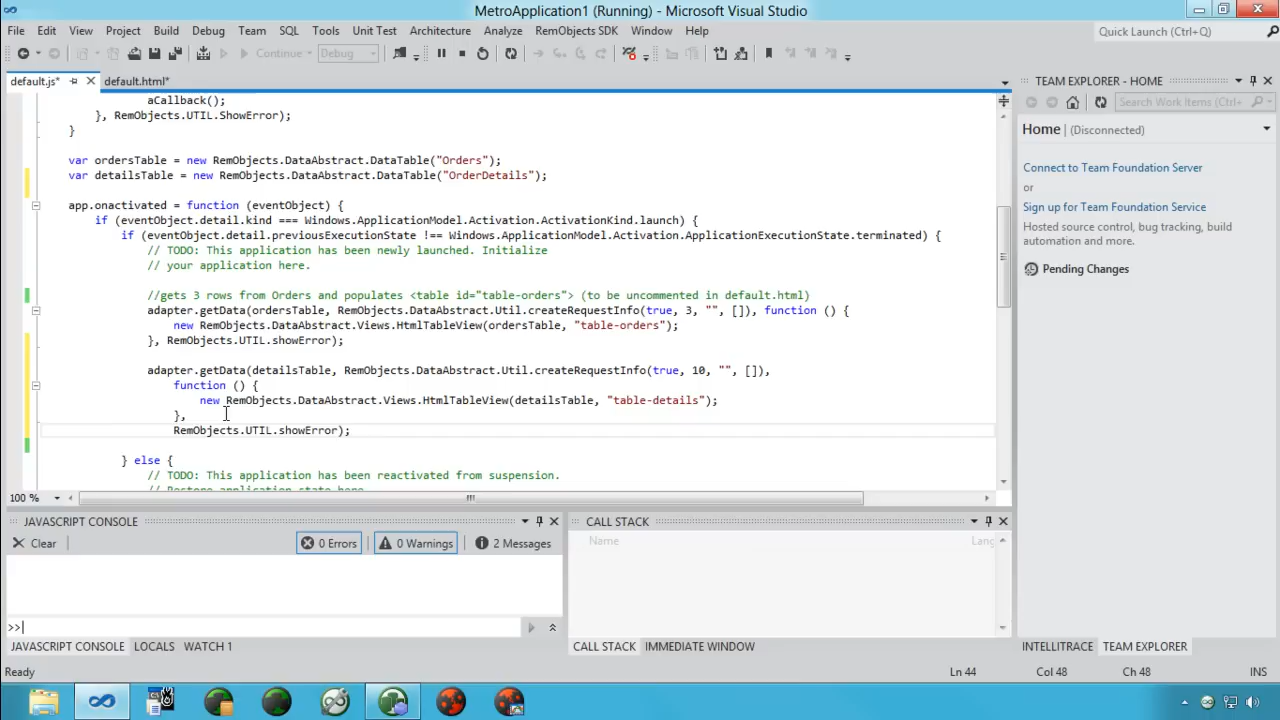 MetroApplication1 (Running) - Microsoft Visual Studio
File Edit View Project Build Debug Team SQL Tools Unit Test Architecture Analyze RemObjects SDK Window Help
Quick Launch (Ctrl+Q)
Continue Debug
default.js* default.html*
aCallback();
}, RemObjects.UTIL.ShowError);
}
var ordersTable = new RemObjects.DataAbstract.DataTable("Orders");
var detailsTable = new RemObjects.DataAbstract.DataTable("OrderDetails");
app.onactivated = function (eventObject) {
if (eventObject.detail.kind === Windows.ApplicationModel.Activation.ActivationKind.launch) {
if (eventObject.detail.previousExecutionState !== Windows.ApplicationModel.Activation.ApplicationExecutionState.terminated) {
// TODO: This application has been newly launched. Initialize
// your application here.
//gets 3 rows from Orders and populates <table id="table-orders"> (to be uncommented in default.html)
adapter.getData(ordersTable, RemObjects.DataAbstract.Util.createRequestInfo(true, 3, "", []), function () {
new RemObjects.DataAbstract.Views.HtmlTableView(ordersTable, "table-orders");
}, RemObjects.UTIL.showError);
adapter.getData(detailsTable, RemObjects.DataAbstract.Util.createRequestInfo(true, 10, "", []),
function () {
new RemObjects.DataAbstract.Views.HtmlTableView(detailsTable, "table-details");
},
RemObjects.UTIL.showError);
} else {
// TODO: This application has been reactivated from suspension.
// Restore application state here.
100 %
TEAM EXPLORER - HOME
Search Work Items (Ctrl+
Home | (Disconnected)
Connect to Team Foundation Server
or
Sign up for Team Foundation Service
Hosted source control, bug tracking, build
automation and more.
Pending Changes
JAVASCRIPT CONSOLE
Clear 0 Errors 0 Warnings 2 Messages
>>
JAVASCRIPT CONSOLE LOCALS WATCH 1
CALL STACK
Name Lang
CALL STACK IMMEDIATE WINDOW
INTELLITRACE TEAM EXPLORER
Ready Ln 44 Col 48 Ch 48 INS